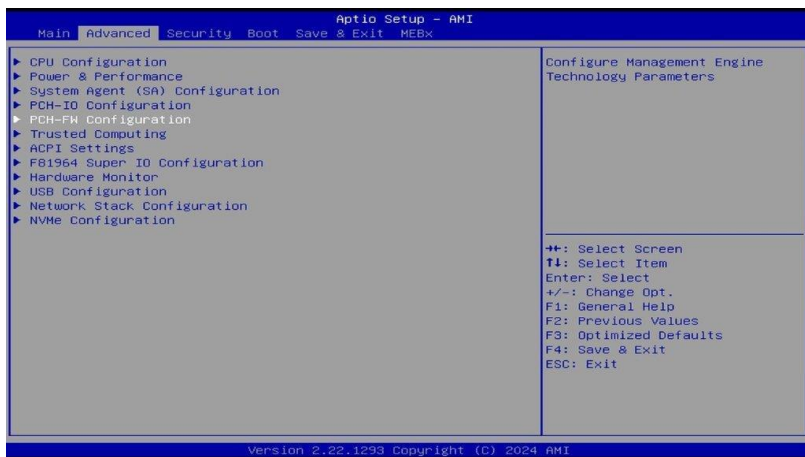 Aptio Setup - AMI
Main Advanced Security Boot Save & Exit MEBx
► CPU Configuration
► Power & Performance
► System Agent (SA) Configuration
► PCH-IO Configuration
► PCH-FW Configuration
► Trusted Computing
► ACPI Settings
► F81964 Super IO Configuration
► Hardware Monitor
► USB Configuration
► Network Stack Configuration
► NVMe Configuration
Configure Management Engine
Technology Parameters
→←: Select Screen
↑↓: Select Item
Enter: Select
+/-: Change Opt.
F1: General Help
F2: Previous Values
F3: Optimized Defaults
F4: Save & Exit
ESC: Exit
Version 2.22.1293 Copyright (C) 2024 AMI